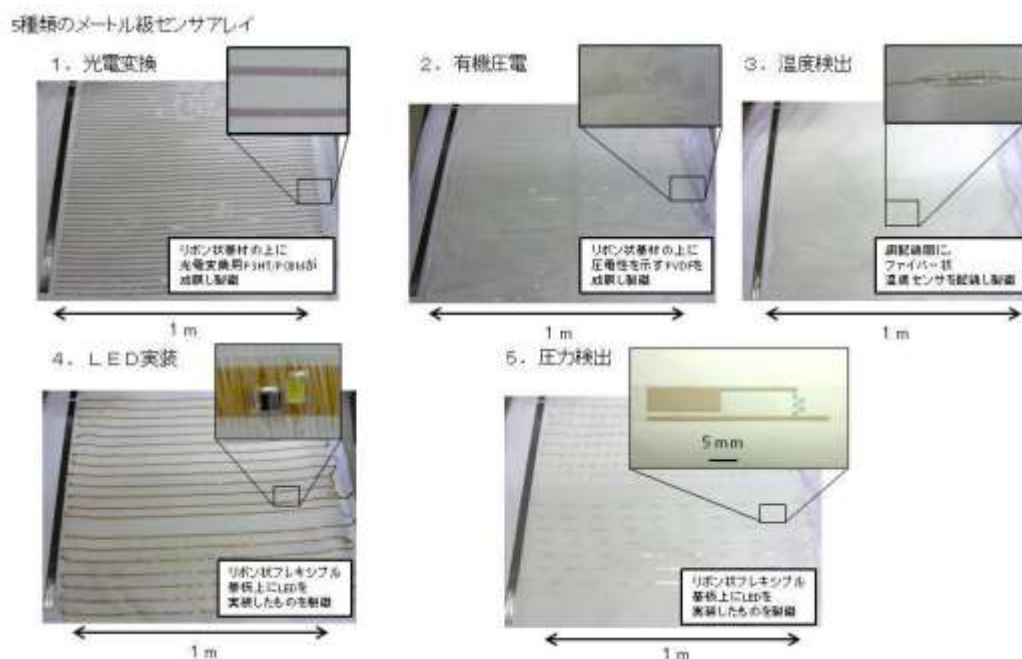 5種類のメートル級センサアレイ
1．光電変換
2．有機圧電
3．温度検出
リボン状基材の上に
光電変換用P3HT/PCBMが
成膜し製織
リボン状基材の上に
圧電性を示すPVDFを
成膜し製織
銅配線間に、
ファイバー状
温度センサを配線し製織
1 m
1 m
1 m
4．ＬＥＤ実装
5．圧力検出
5 mm
リボン状フレキシブル
基板上にLEDを
実装したものを製織
リボン状フレキシブル
基板上にLEDを
実装したものを製織
1 m
1 m